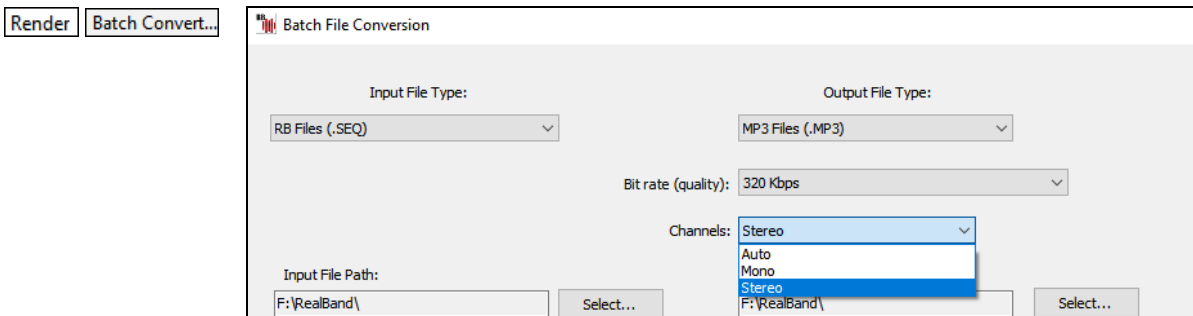 Render
Batch Convert...
RB
Batch File Conversion
Input File Type:
Output File Type:
RB Files (.SEQ)
MP3 Files (.MP3)
Bit rate (quality):
320 Kbps
Channels:
Stereo
Auto
Mono
Stereo
Input File Path:
F:\RealBand\
Select...
F:\RealBand\
Select...